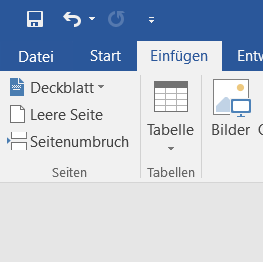 Datei Start Einfügen Entw
Deckblatt
Leere Seite
Seitenumbruch
Tabelle
Bilder
Seiten
Tabellen